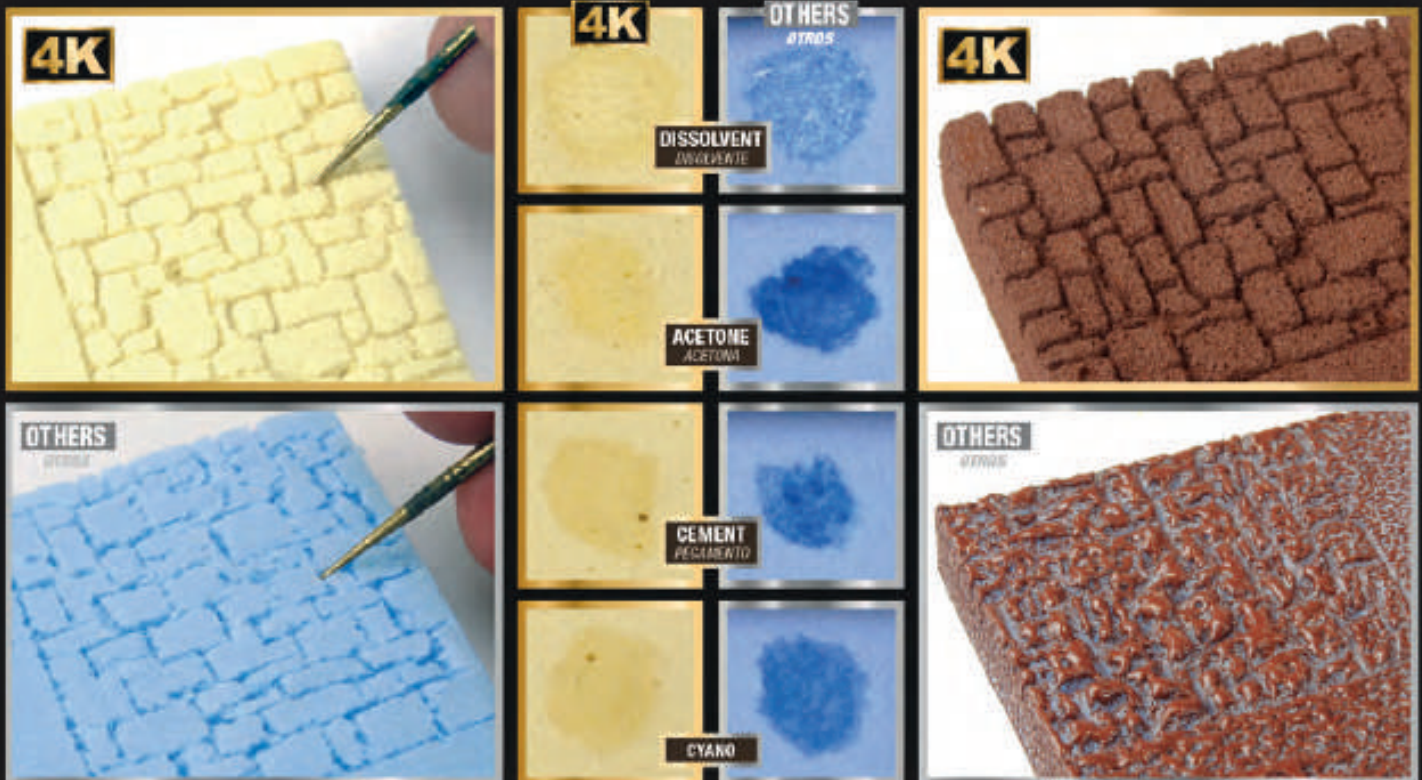 4K
4K
OTHERS
OTROS
4K
DISSOLVENT
DISOLVENTE
ACETONE
ACETONA
OTHERS
OTROS
CEMENT
PEGAMENTO
CYANO
OTHERS
OTROS